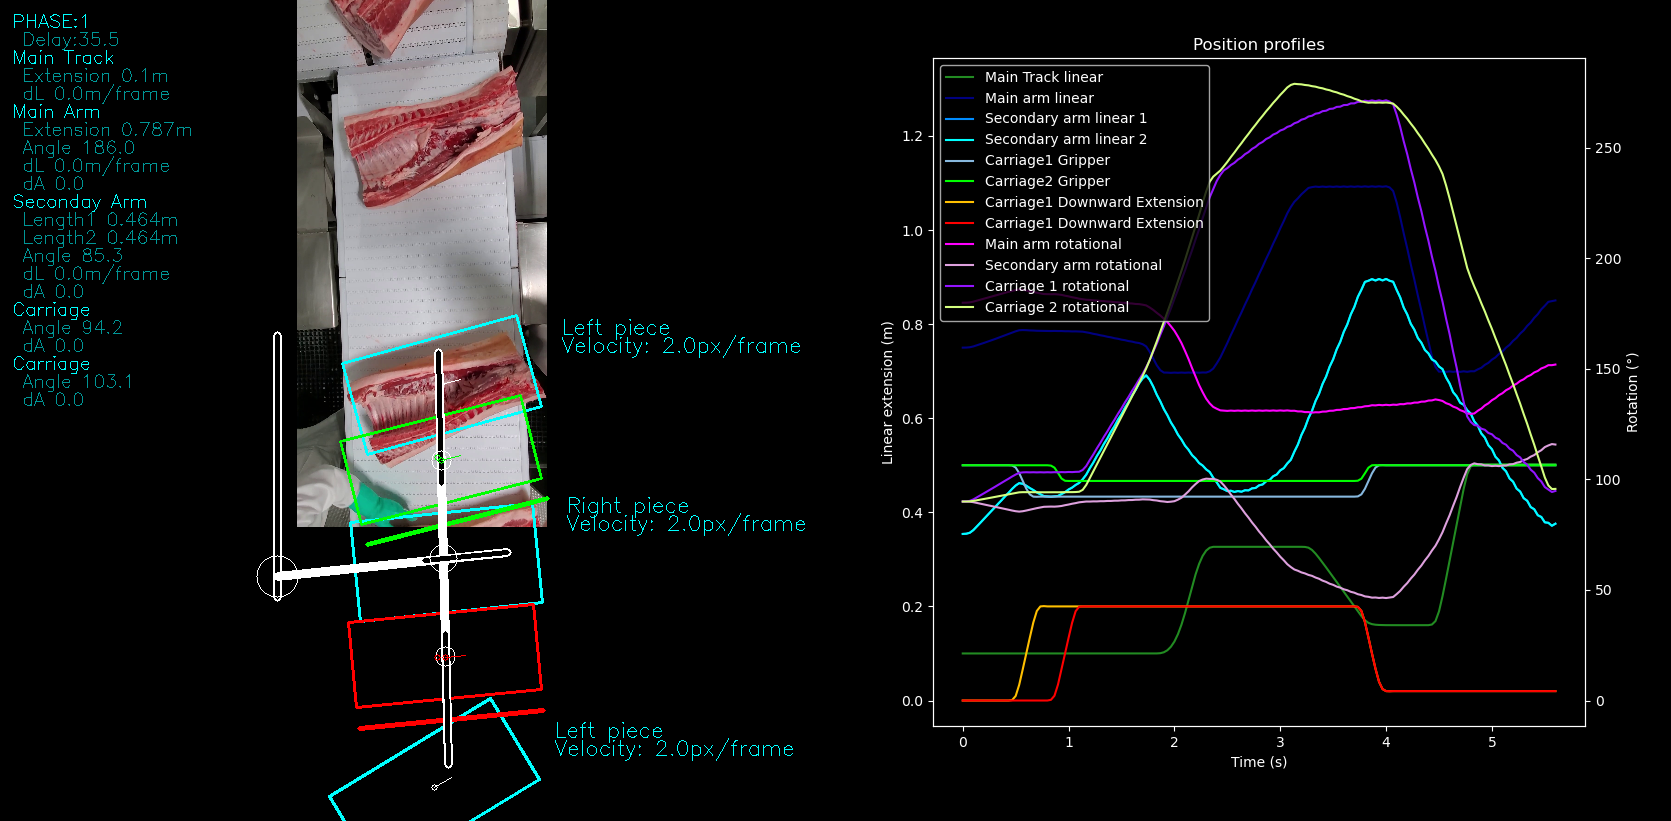 PHASE:1
Delay:35.5
Main Track
Extension 0.1m
dL 0.0m/frame
Main Arm
Extension 0.787m
Angle 186.0
dL 0.0m/frame
dA 0.0
Seconday Arm
Length1 0.464m
Length2 0.464m
Angle 85.3
dL 0.0m/frame
dA 0.0
Carriage
Angle 94.2
dA 0.0
Carriage
Angle 103.1
dA 0.0
Left piece
Velocity: 2.0px/frame
Right piece
Velocity: 2.0px/frame
Left piece
Velocity: 2.0px/frame
Position profiles
Main Track linear
Main arm linear
Secondary arm linear 1
Secondary arm linear 2
Carriage1 Gripper
Carriage2 Gripper
Carriage1 Downward Extension
Carriage1 Downward Extension
Main arm rotational
Secondary arm rotational
Carriage 1 rotational
Carriage 2 rotational
Linear extension (m)
1.2
1.0
0.8
0.6
0.4
0.2
0.0
0 1 2 3 4 5
Time (s)
250
200
150
100
50
0
Rotation (°)